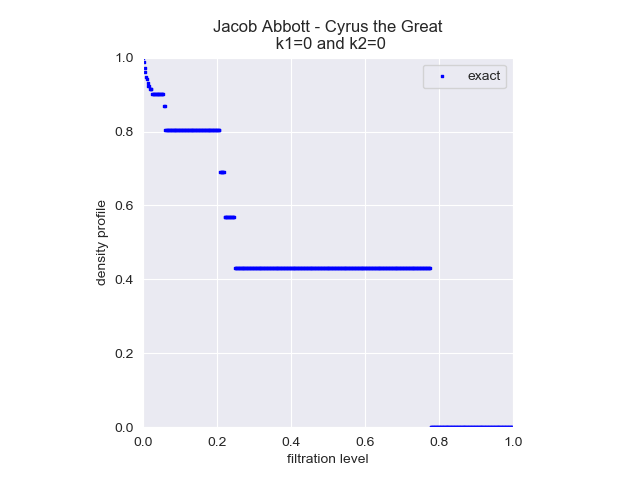 Jacob Abbott - Cyrus the Great
k1=0 and k2=0
exact
density profile
1.0
0.8
0.6
0.4
0.2
0.0
0.0 0.2 0.4 0.6 0.8 1.0
filtration level